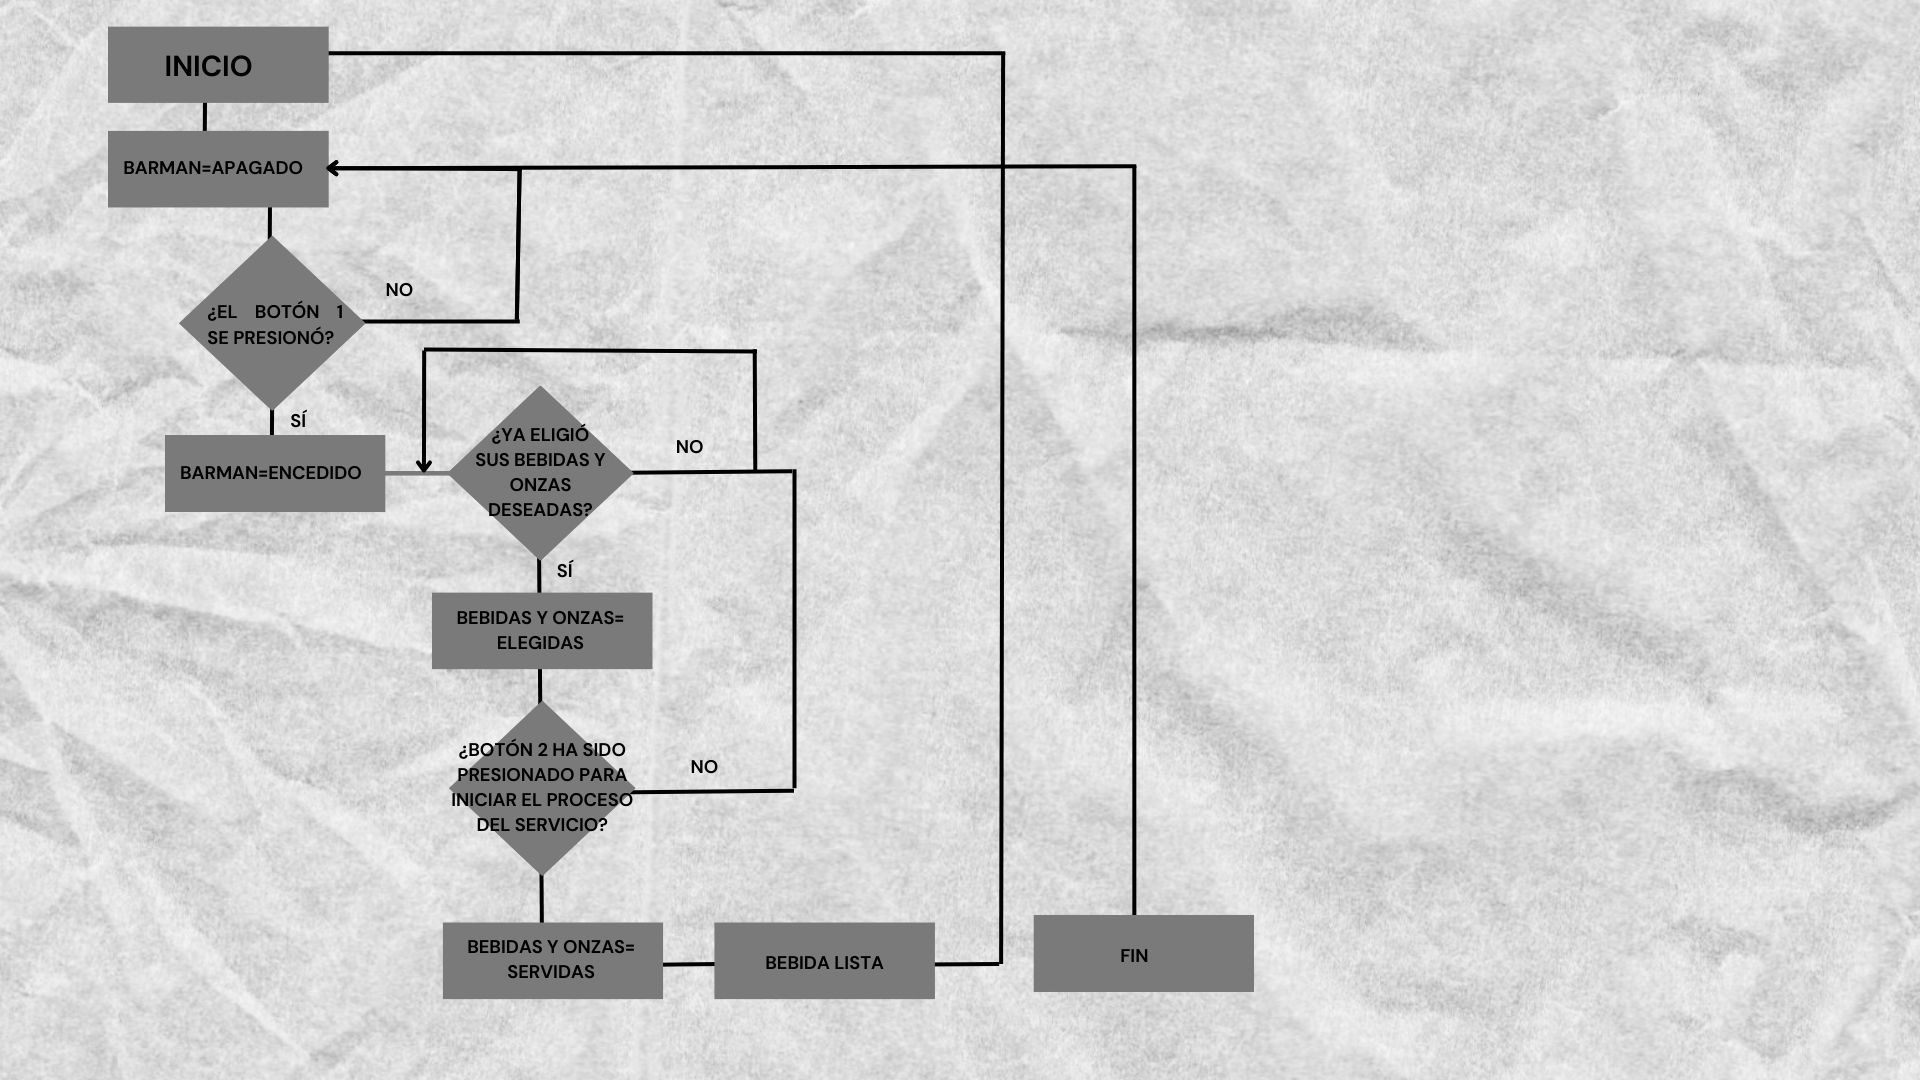 INICIO
BARMAN=APAGADO
NO
¿EL BOTÓN 1
SE PRESIONÓ?
SÍ
BARMAN=ENCEDIDO
¿YA ELIGIÓ
SUS BEBIDAS Y
ONZAS
DESEADAS?
NO
SÍ
BEBIDAS Y ONZAS=
ELEGIDAS
¿BOTÓN 2 HA SIDO
PRESIONADO PARA
INICIAR EL PROCESO
DEL SERVICIO?
NO
BEBIDAS Y ONZAS=
SERVIDAS
BEBIDA LISTA
FIN